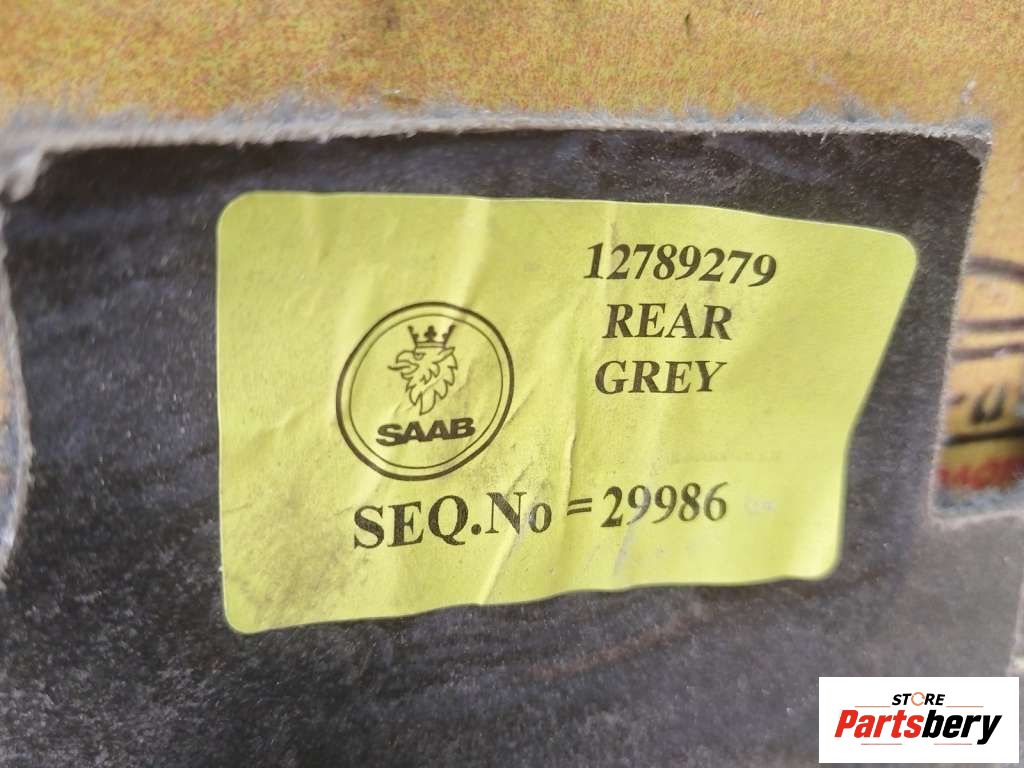 12789279
REAR
GREY
SAAB
SEQ.No = 29986
STORE
Partsbery